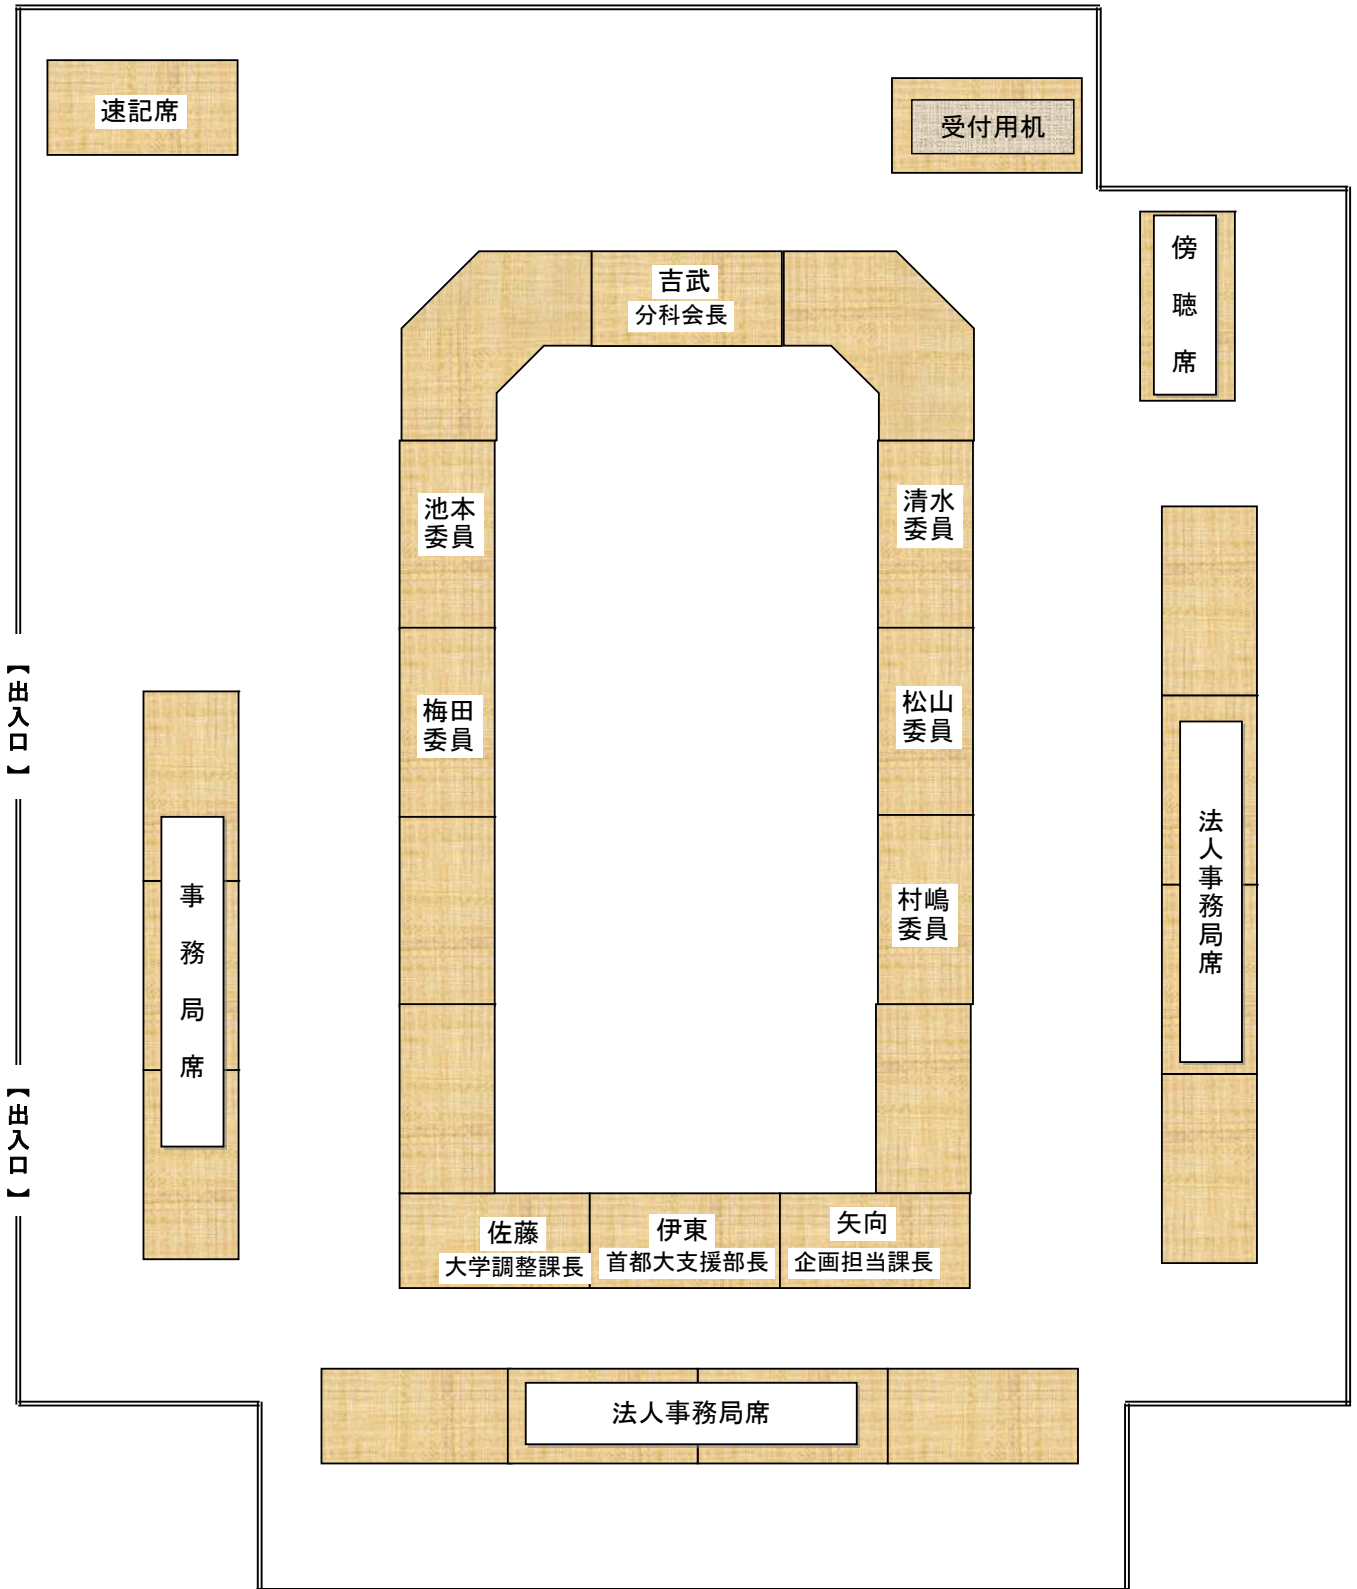 速記席
受付用机
傍聴席
吉武
分科会長
池本
委員
清水
委員
【出入口】
梅田
委員
松山
委員
事務局席
村嶋
委員
法人事務局席
【出入口】
佐藤
大学調整課長
伊東
首都大支援部長
矢向
企画担当課長
法人事務局席